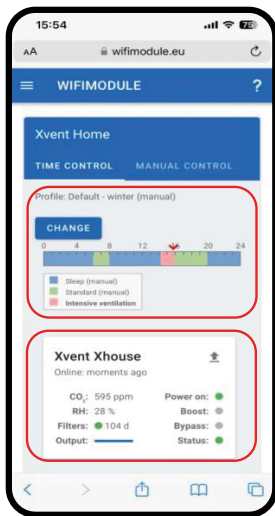 15:54
AA wifimodule.eu
WIFIMODULE ?
Xvent Home
TIME CONTROL MANUAL CONTROL
Profile: Default - winter (manual)
CHANGE
0 4 8 12 16 20 24
Sleep (manual)
Standard (manual)
Intensive ventilation
Xvent Xhouse
Online: moments ago
CO₂: 595 ppm Power on:
RH: 28 % Boost:
Filters: 104 d Bypass:
Output: Status: